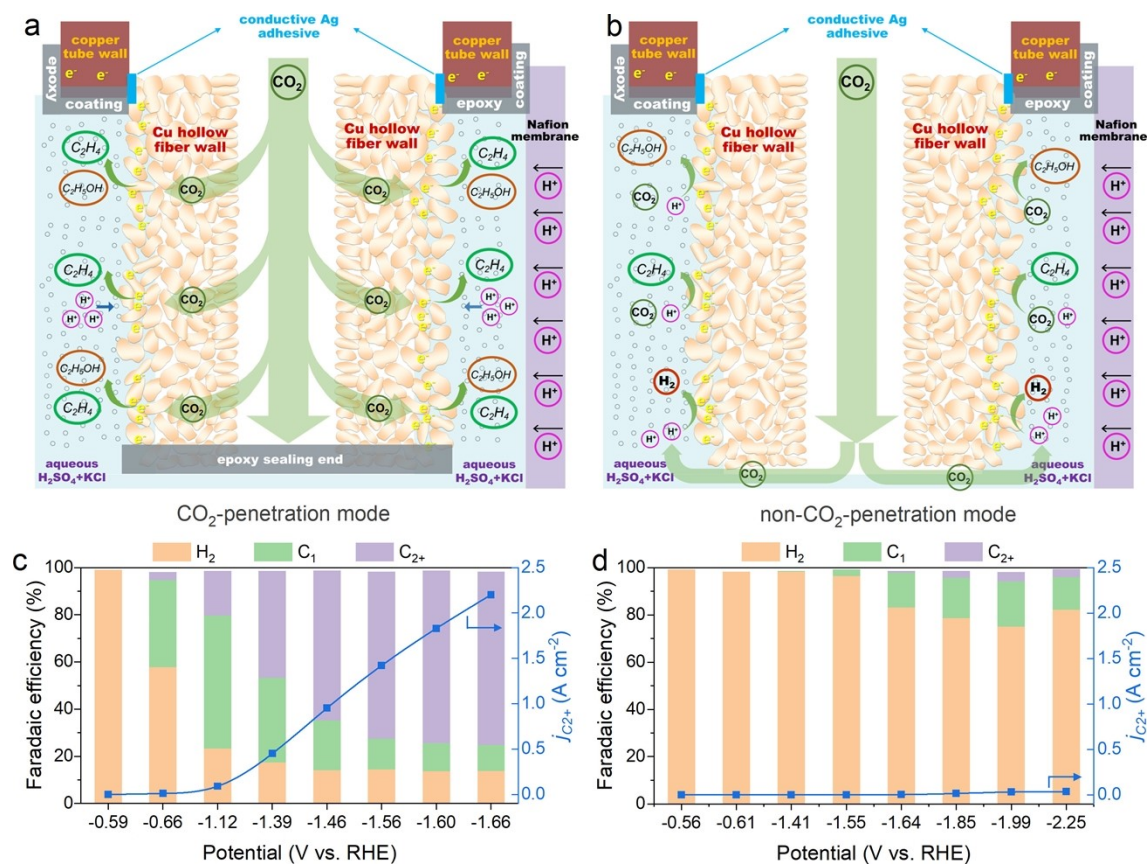 a
conductive Ag
adhesive
copper
tube wall
e⁻ e⁻
epoxy
coating
CO₂
copper
tube wall
e⁻ e⁻
coating
epoxy
Nafion
membrane
Cu hollow
fiber wall
Cu hollow
fiber wall
C₂H₄
C₂H₅OH
CO₂
CO₂
C₂H₄
C₂H₅OH
H⁺
H⁺
C₂H₄
H⁺
H⁺ H⁺
CO₂
CO₂
C₂H₄
H⁺
H⁺ H⁺
H⁺
H⁺
C₂H₅OH
C₂H₄
CO₂
CO₂
C₂H₅OH
C₂H₄
H⁺
H⁺
epoxy sealing end
aqueous
H₂SO₄+KCl
aqueous
H₂SO₄+KCl
CO₂-penetration mode
b
conductive Ag
adhesive
copper
tube wall
e⁻ e⁻
epoxy
coating
CO₂
copper
tube wall
e⁻ e⁻
coating
epoxy
Nafion
membrane
Cu hollow
fiber wall
Cu hollow
fiber wall
C₂H₅OH
CO₂
H⁺
C₂H₅OH
CO₂
H⁺
H⁺
C₂H₄
CO₂ H⁺
C₂H₄
CO₂ H⁺
H⁺
H⁺
H₂
H⁺ H⁺
H₂
H⁺
H⁺
H⁺
H⁺
aqueous
H₂SO₄+KCl
CO₂
CO₂
aqueous
H₂SO₄+KCl
non-CO₂-penetration mode
c
H₂ C₁ C₂₊
Faradaic efficiency (%)
100
80
60
40
20
0
2.5
2.0
1.5
1.0
0.5
0.0
j_C2+ (A cm⁻²)
-0.59 -0.66 -1.12 -1.39 -1.46 -1.56 -1.60 -1.66
Potential (V vs. RHE)
d
H₂ C₁ C₂₊
Faradaic efficiency (%)
100
80
60
40
20
0
2.5
2.0
1.5
1.0
0.5
0.0
j_C2+ (A cm⁻²)
-0.56 -0.61 -1.41 -1.55 -1.64 -1.85 -1.99 -2.25
Potential (V vs. RHE)